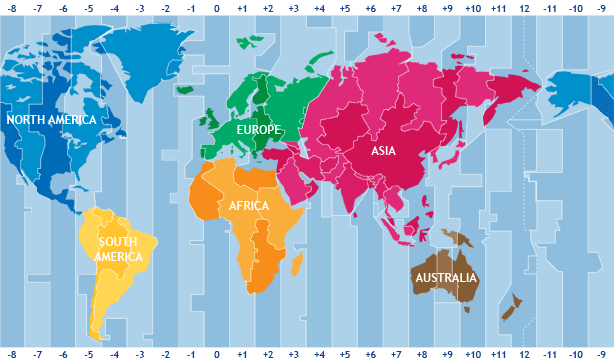 -8 -7 -6 -5 -4 -3 -2 -1 0 +1 +2 +3 +4 +5 +6 +7 +8 +9 +10 +11 12 -11 -10 -9
NORTH AMERICA
EUROPE
ASIA
AFRICA
SOUTH
AMERICA
AUSTRALIA
-8 -7 -6 -5 -4 -3 -2 -1 0 +1 +2 +3 +4 +5 +6 +7 +8 +9 +10 +11 12 -11 -10 -9